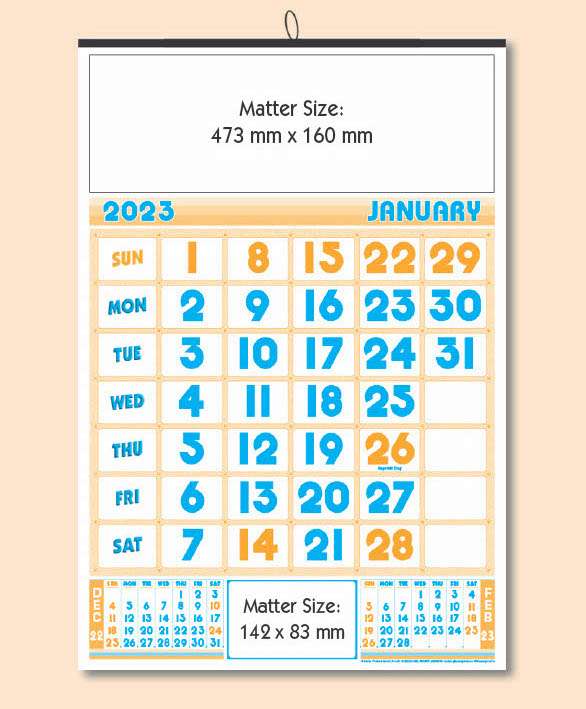 Matter Size:
473 mm x 160 mm
2023 JANUARY
SUN 1 8 15 22 29
MON 2 9 16 23 30
TUE 3 10 17 24 31
WED 4 11 18 25
THU 5 12 19 26
Republic Day
FRI 6 13 20 27
SAT 7 14 21 28
DEC 22
SUN MON TUE WED THU FRI SAT
1 2 3
4 5 6 7 8 9 10
11 12 13 14 15 16 17
18 19 20 21 22 23 24
25 26 27 28 29 30 31
Matter Size:
142 x 83 mm
SUN MON TUE WED THU FRI SAT
1 2 3 4
5 6 7 8 9 10 11
12 13 14 15 16 17 18
19 20 21 22 23 24 25
26 27 28
FEB 23